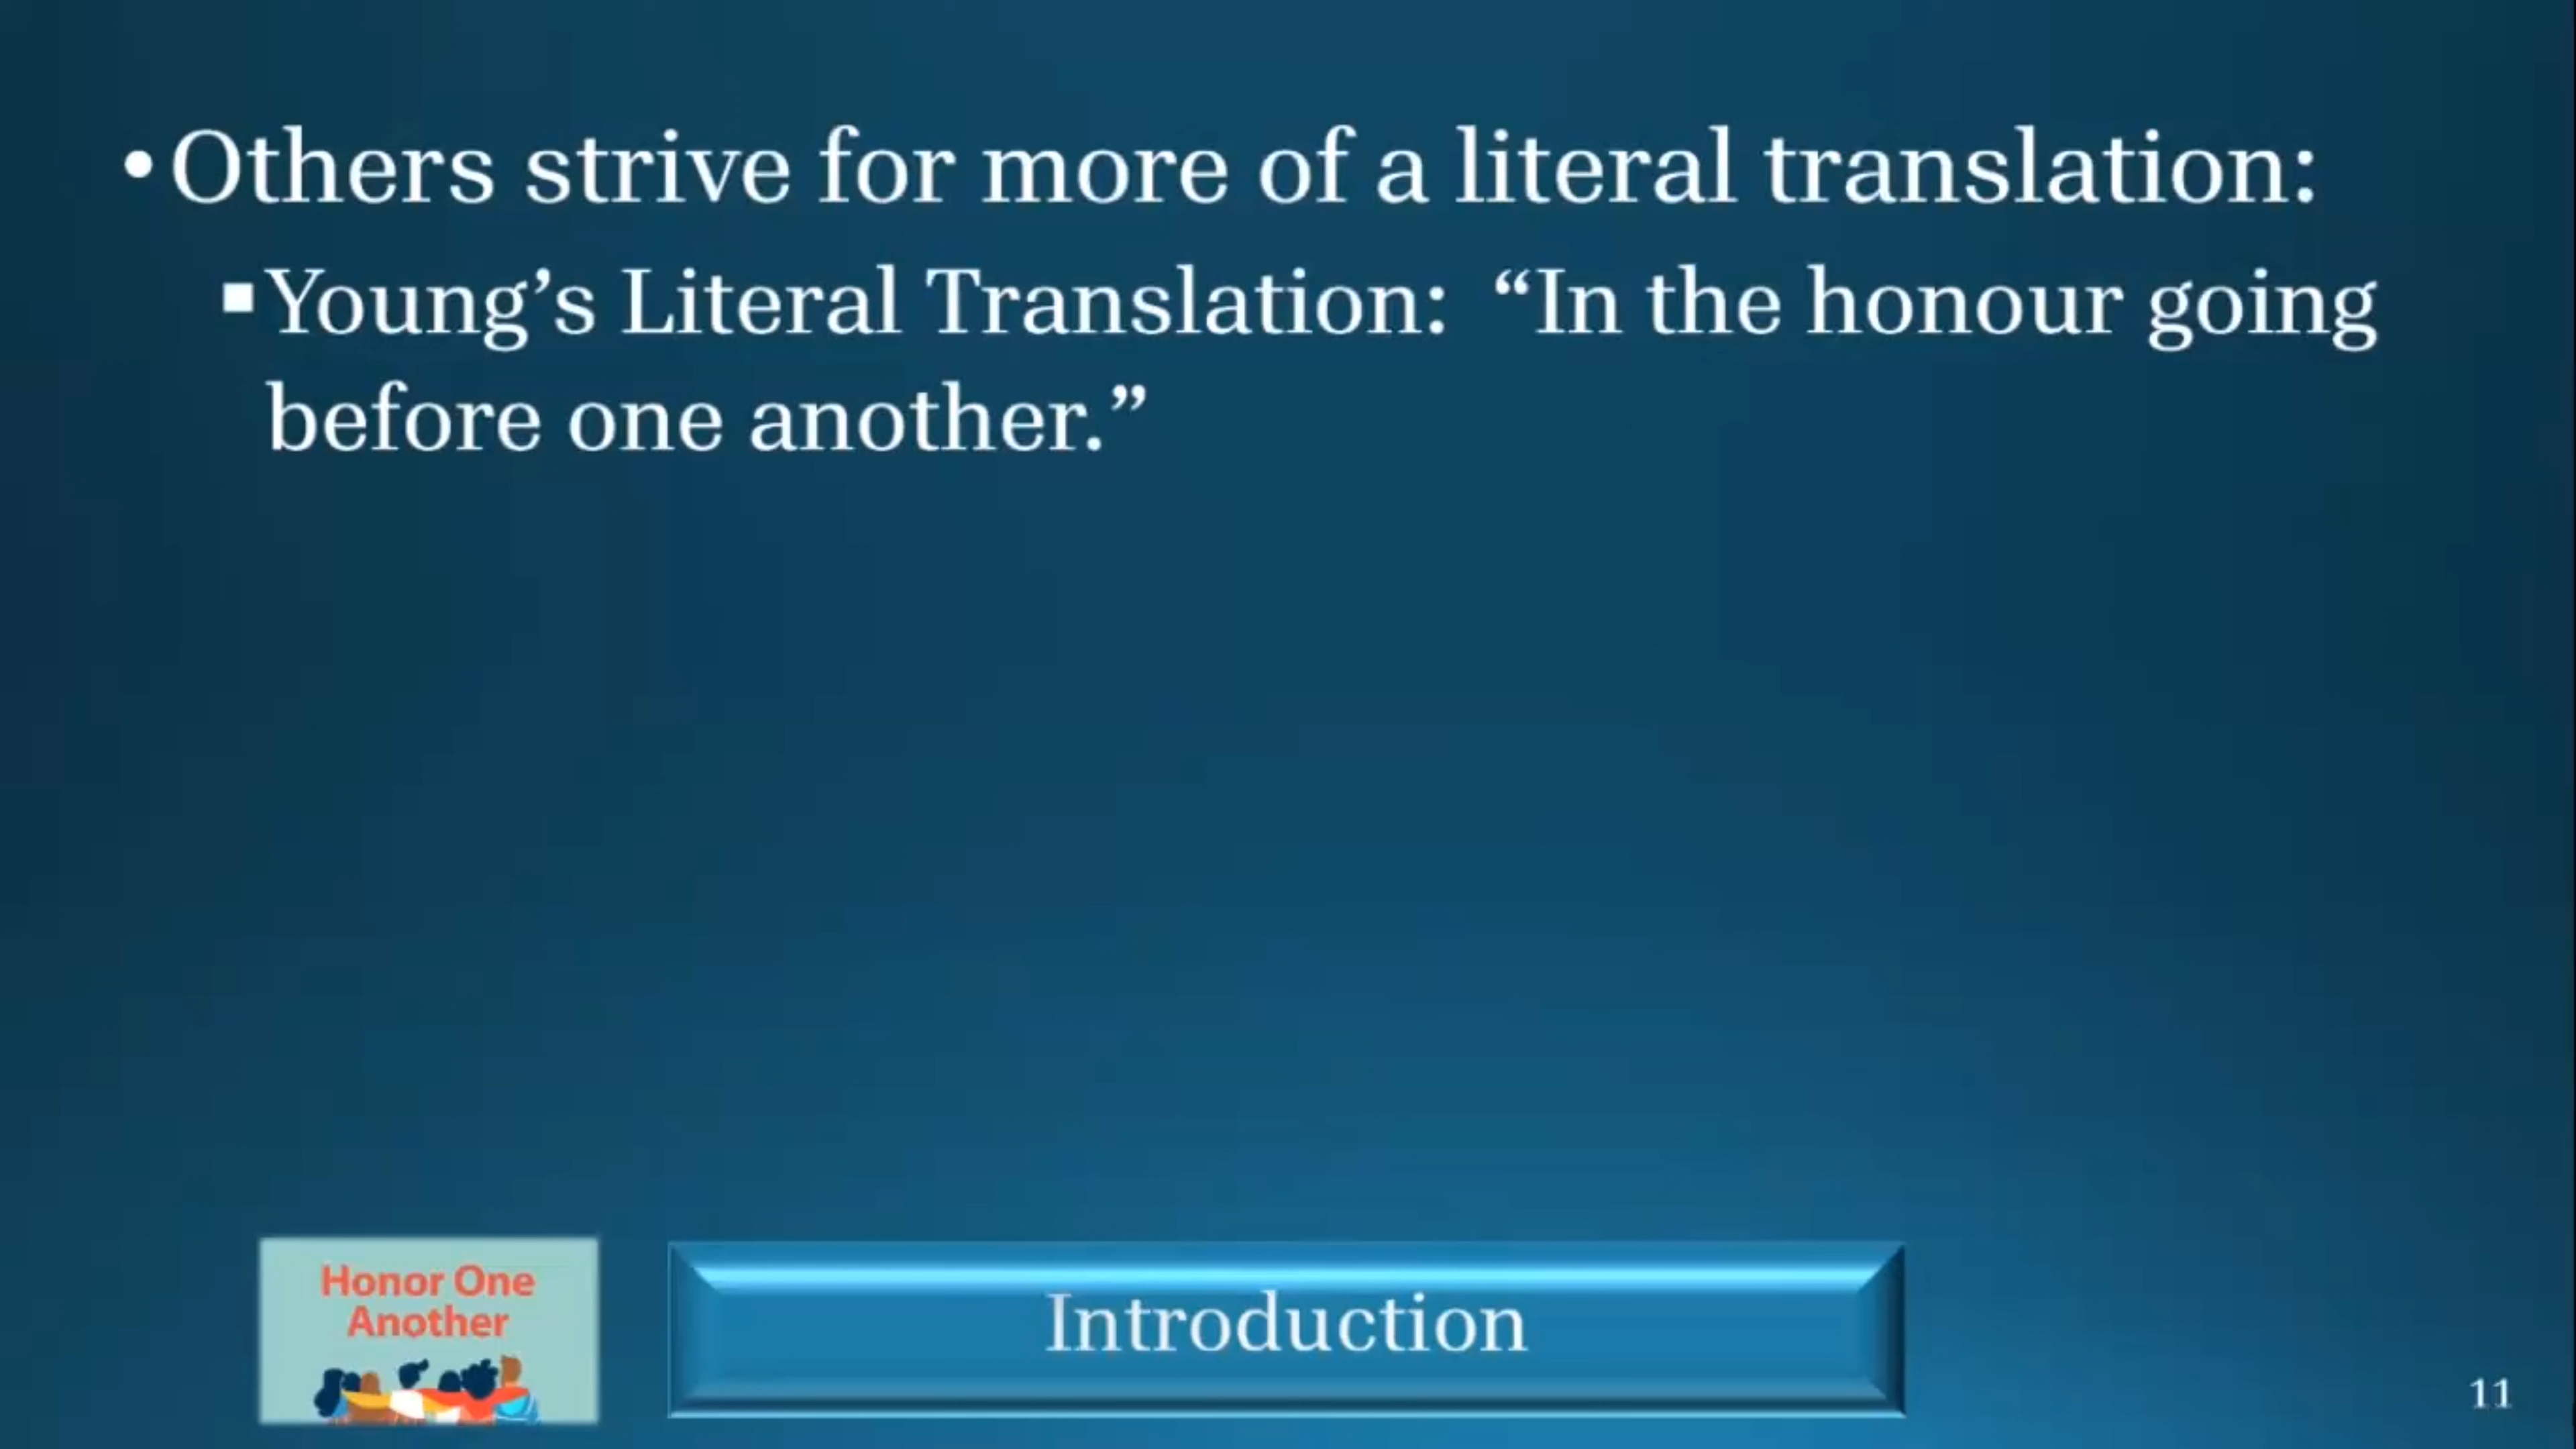 • Others strive for more of a literal translation:
▪ Young’s Literal Translation:  “In the honour going
before one another.”
Honor One
Another
Introduction
11